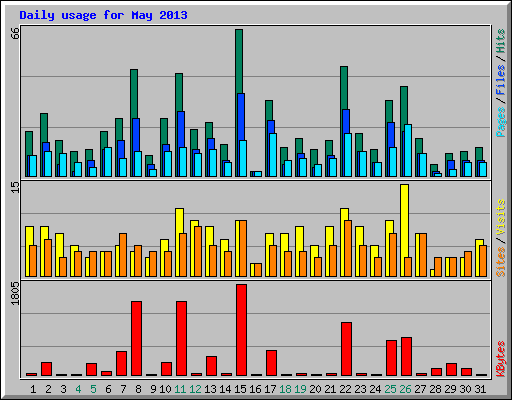 Daily usage for May 2013
66
Pages / Files / Hits
15
Sites / Visits
1805
KBytes
1 2 3 4 5 6 7 8 9 10 11 12 13 14 15 16 17 18 19 20 21 22 23 24 25 26 27 28 29 30 31